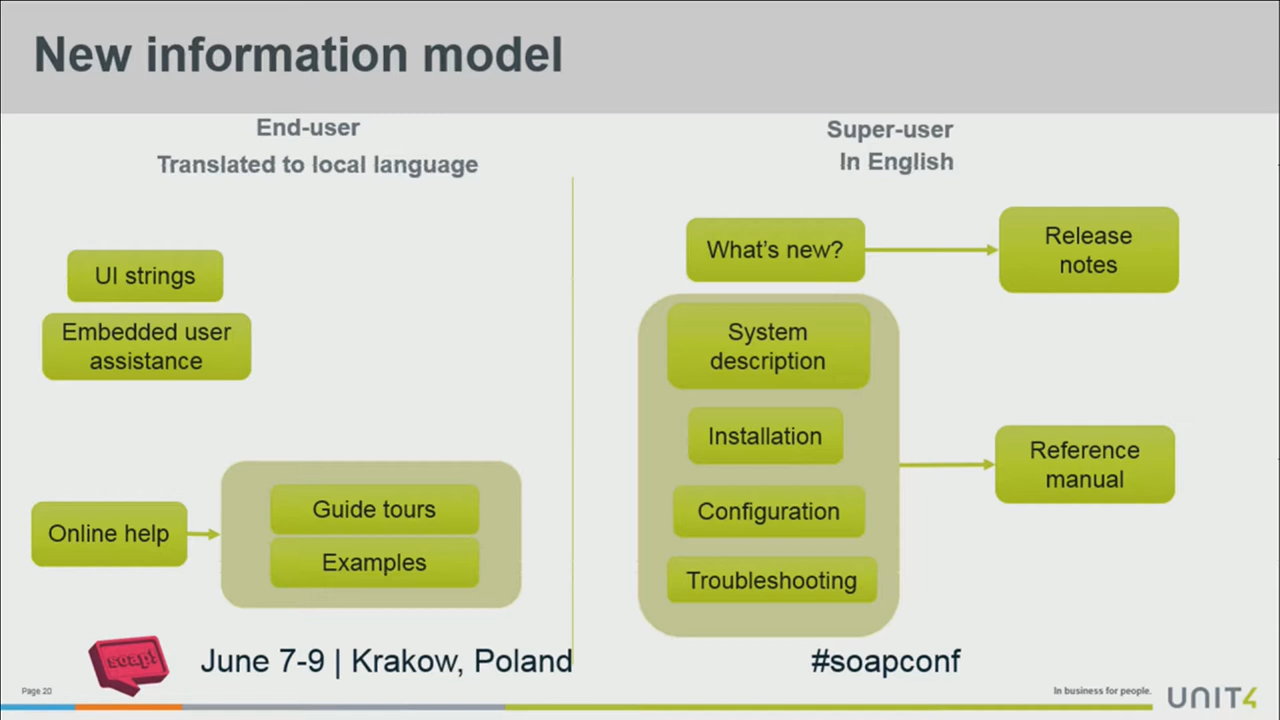 New information model
End-user
Translated to local language
UI strings
Embedded user
assistance
Online help
Guide tours
Examples
Super-user
In English
What's new?
Release
notes
System
description
Installation
Configuration
Troubleshooting
Reference
manual
soap!
June 7-9 | Krakow, Poland
#soapconf
Page 20
In business for people.
UNIT4